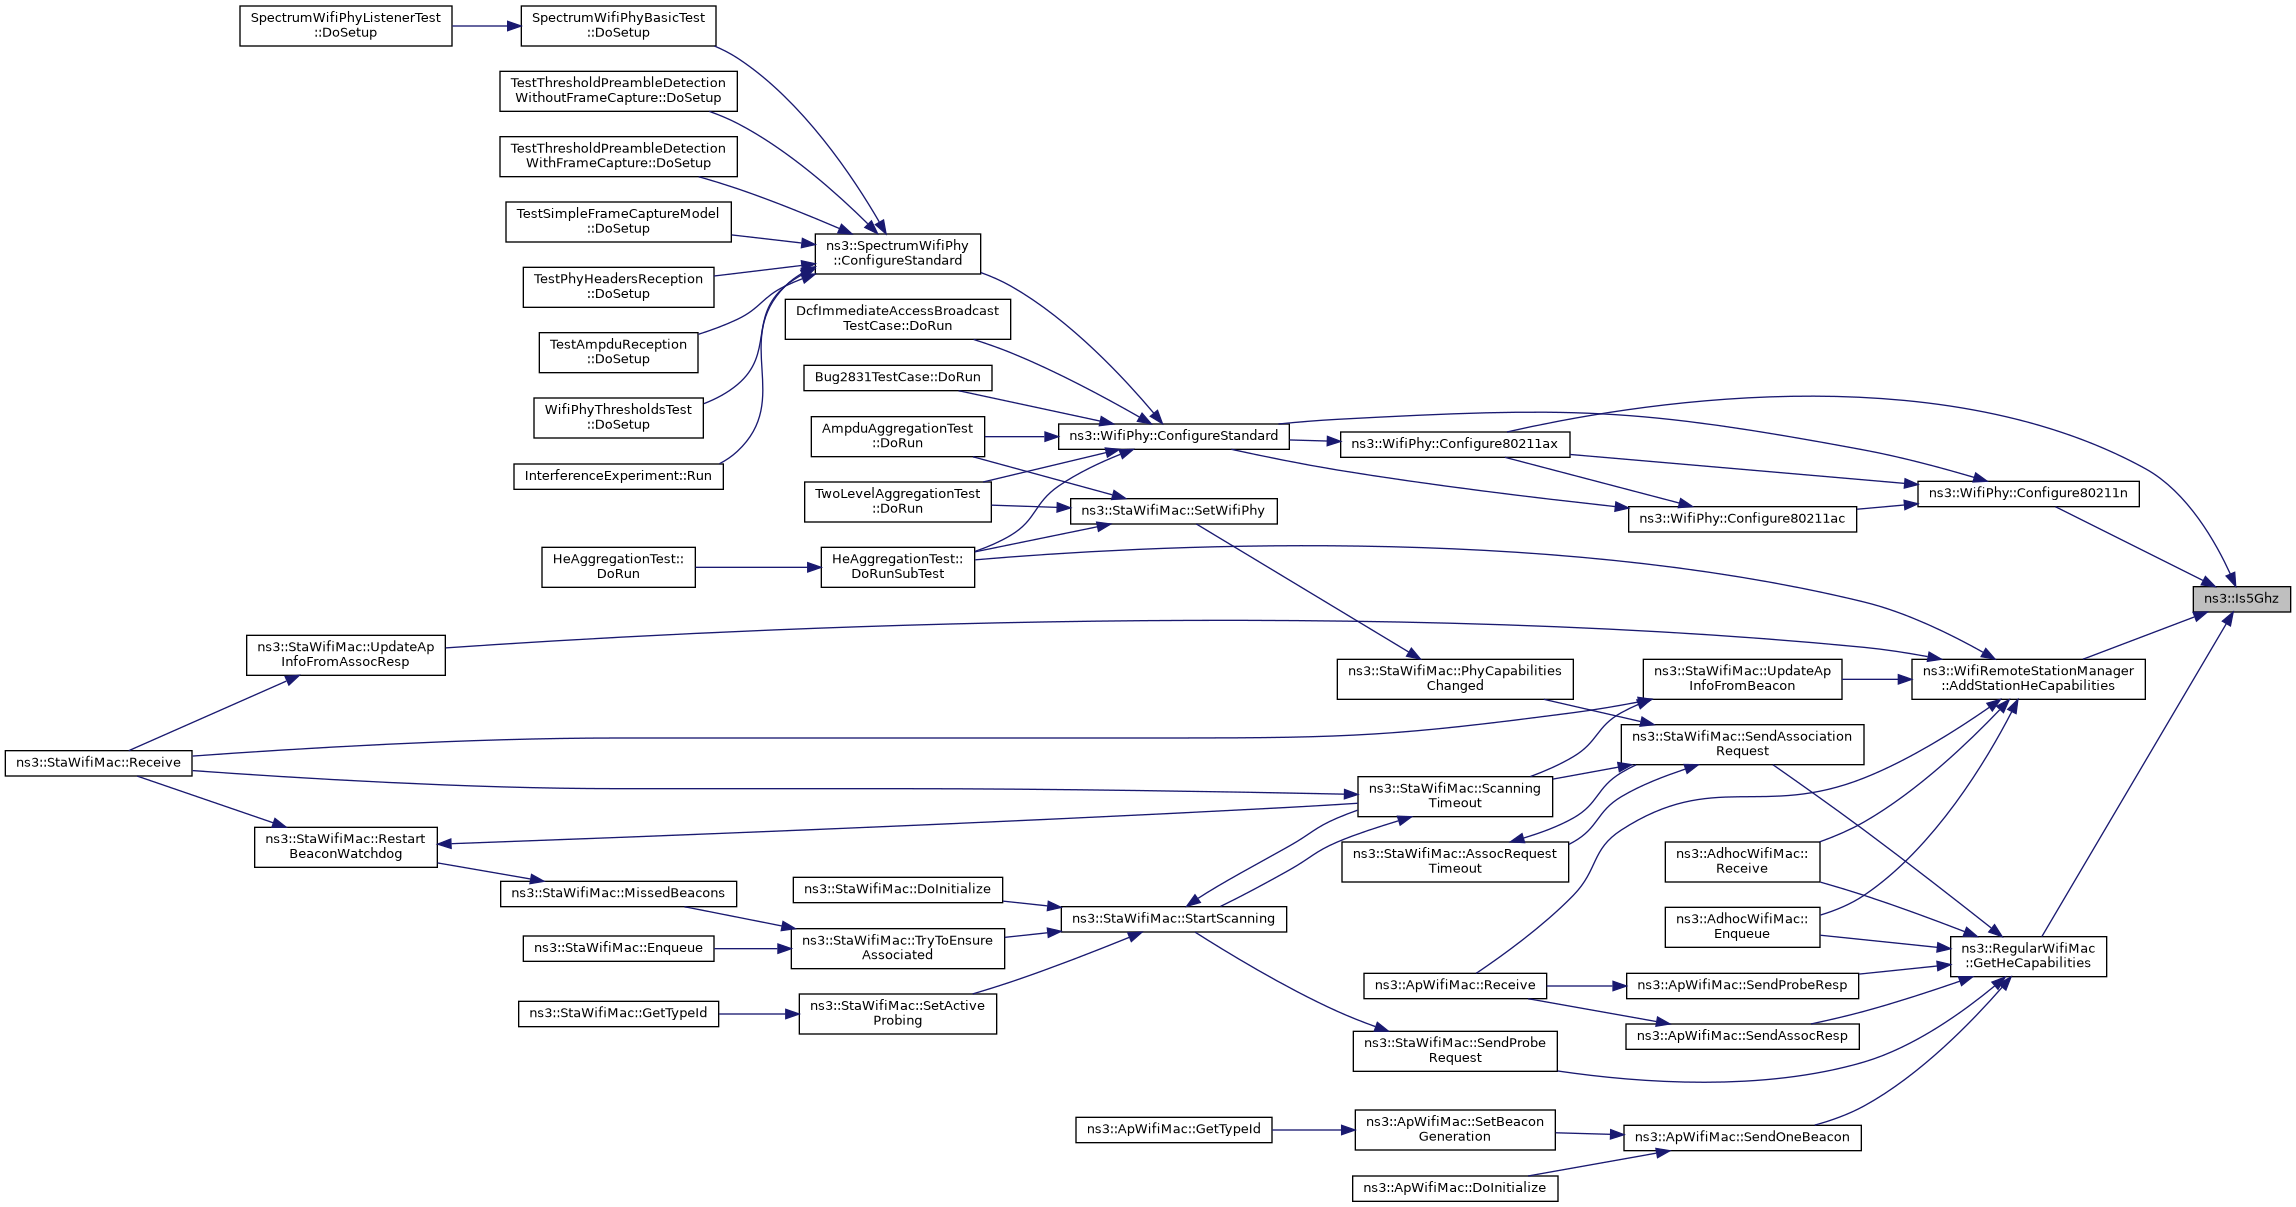 SpectrumWifiPhyListenerTest
::DoSetup
SpectrumWifiPhyBasicTest
::DoSetup
TestThresholdPreambleDetection
WithoutFrameCapture::DoSetup
TestThresholdPreambleDetection
WithFrameCapture::DoSetup
TestSimpleFrameCaptureModel
::DoSetup
ns3::SpectrumWifiPhy
::ConfigureStandard
TestPhyHeadersReception
::DoSetup
DcfImmediateAccessBroadcast
TestCase::DoRun
TestAmpduReception
::DoSetup
Bug2831TestCase::DoRun
WifiPhyThresholdsTest
::DoSetup
AmpduAggregationTest
::DoRun
ns3::WifiPhy::ConfigureStandard
ns3::WifiPhy::Configure80211ax
InterferenceExperiment::Run
TwoLevelAggregationTest
::DoRun
ns3::StaWifiMac::SetWifiPhy
ns3::WifiPhy::Configure80211n
ns3::WifiPhy::Configure80211ac
HeAggregationTest::
DoRun
HeAggregationTest::
DoRunSubTest
ns3::Is5Ghz
ns3::StaWifiMac::UpdateAp
InfoFromAssocResp
ns3::StaWifiMac::PhyCapabilities
Changed
ns3::StaWifiMac::UpdateAp
InfoFromBeacon
ns3::WifiRemoteStationManager
::AddStationHeCapabilities
ns3::StaWifiMac::SendAssociation
Request
ns3::StaWifiMac::Receive
ns3::StaWifiMac::Scanning
Timeout
ns3::StaWifiMac::Restart
BeaconWatchdog
ns3::StaWifiMac::AssocRequest
Timeout
ns3::AdhocWifiMac::
Receive
ns3::StaWifiMac::MissedBeacons
ns3::StaWifiMac::DoInitialize
ns3::StaWifiMac::StartScanning
ns3::AdhocWifiMac::
Enqueue
ns3::StaWifiMac::Enqueue
ns3::StaWifiMac::TryToEnsure
Associated
ns3::RegularWifiMac
::GetHeCapabilities
ns3::ApWifiMac::Receive
ns3::ApWifiMac::SendProbeResp
ns3::StaWifiMac::GetTypeId
ns3::StaWifiMac::SetActive
Probing
ns3::ApWifiMac::SendAssocResp
ns3::StaWifiMac::SendProbe
Request
ns3::ApWifiMac::GetTypeId
ns3::ApWifiMac::SetBeacon
Generation
ns3::ApWifiMac::SendOneBeacon
ns3::ApWifiMac::DoInitialize